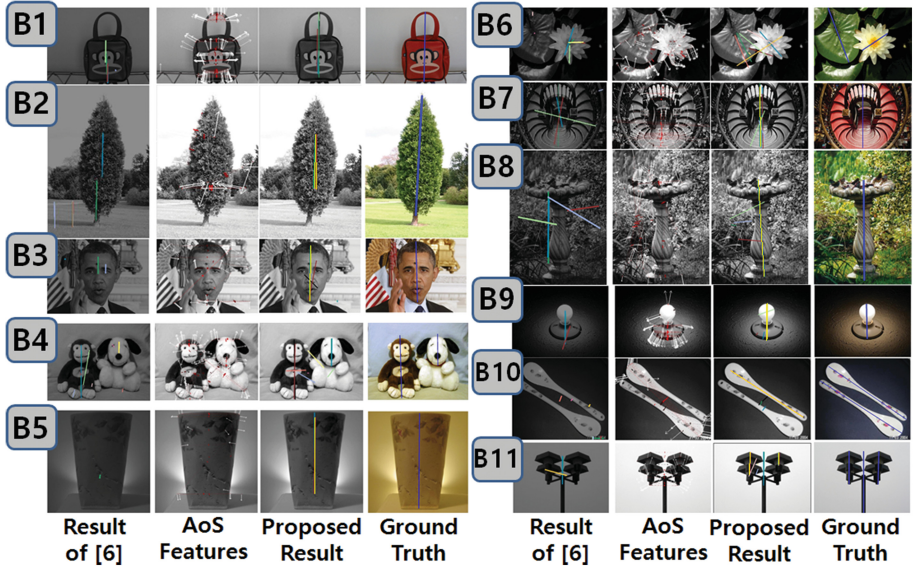 B1
B2
B3
B4
B5
Result of [6]
AoS Features
Proposed Result
Ground Truth
B6
B7
B8
B9
B10
B11
Result of [6]
AoS Features
Proposed Result
Ground Truth